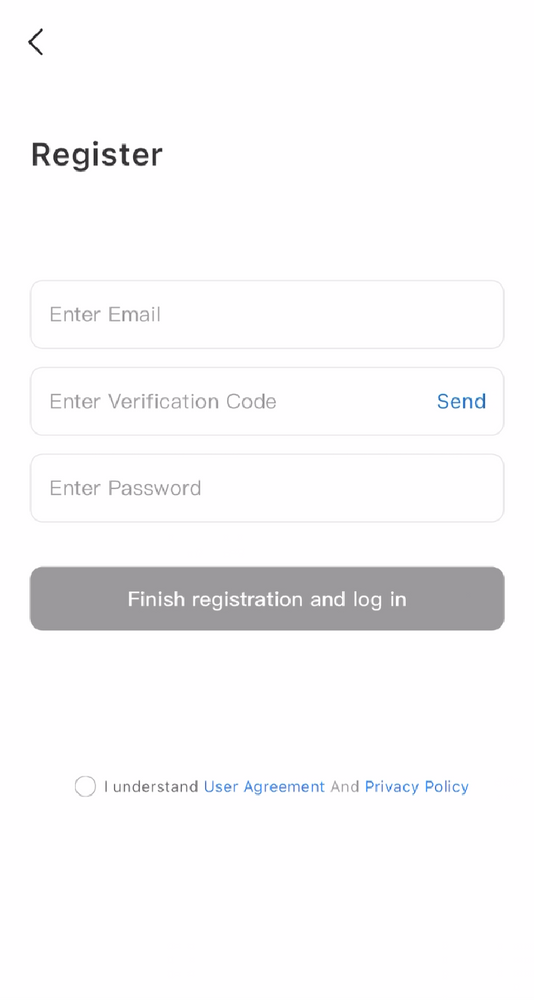 Register
Enter Email
Enter Verification Code Send
Enter Password
Finish registration and log in
I understand User Agreement And Privacy Policy